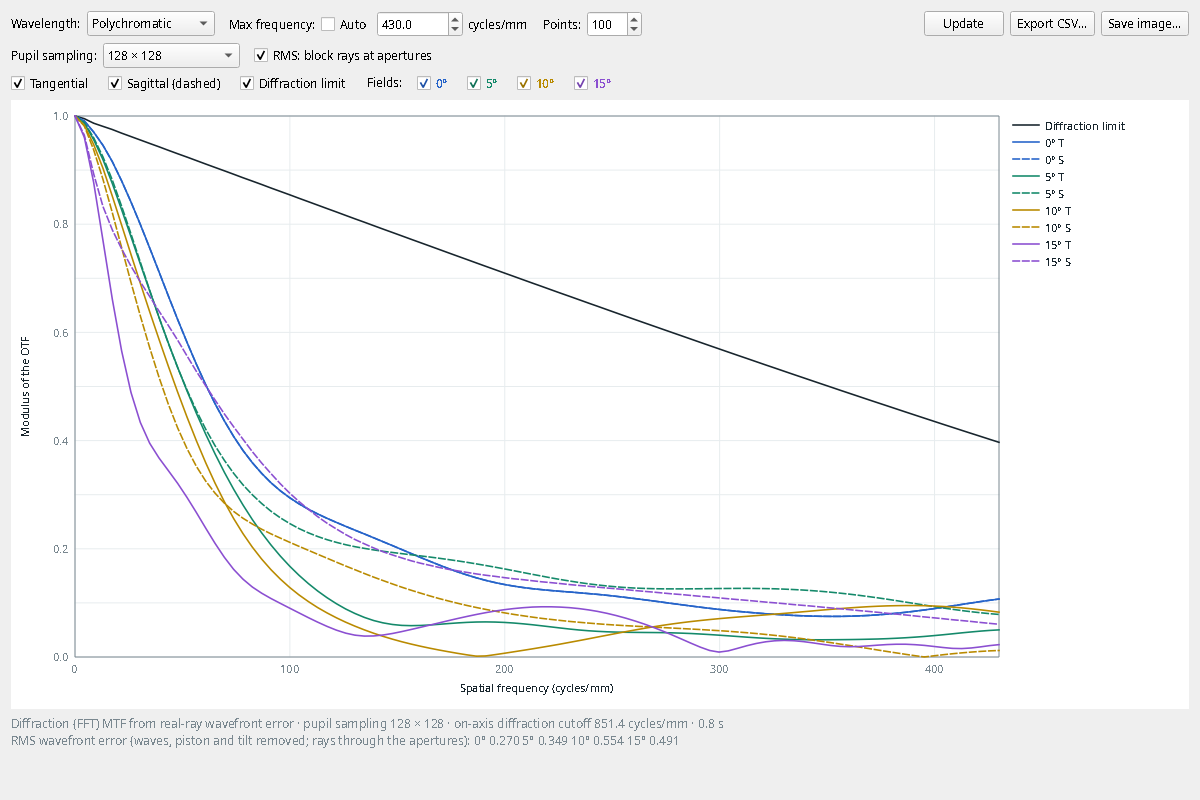 Wavelength: Polychromatic Max frequency: Auto 430.0 cycles/mm Points: 100 Update Export CSV... Save image...
Pupil sampling: 128 × 128 RMS: block rays at apertures
Tangential Sagittal (dashed) Diffraction limit Fields: 0° 5° 10° 15°
1.0
0.8
0.6
0.4
0.2
0.0
Modulus of the OTF
0 100 200 300 400
Spatial frequency (cycles/mm)
Diffraction limit
0° T
0° S
5° T
5° S
10° T
10° S
15° T
15° S
Diffraction (FFT) MTF from real-ray wavefront error · pupil sampling 128 × 128 · on-axis diffraction cutoff 851.4 cycles/mm · 0.8 s
RMS wavefront error (waves, piston and tilt removed; rays through the apertures): 0° 0.270 5° 0.349 10° 0.554 15° 0.491